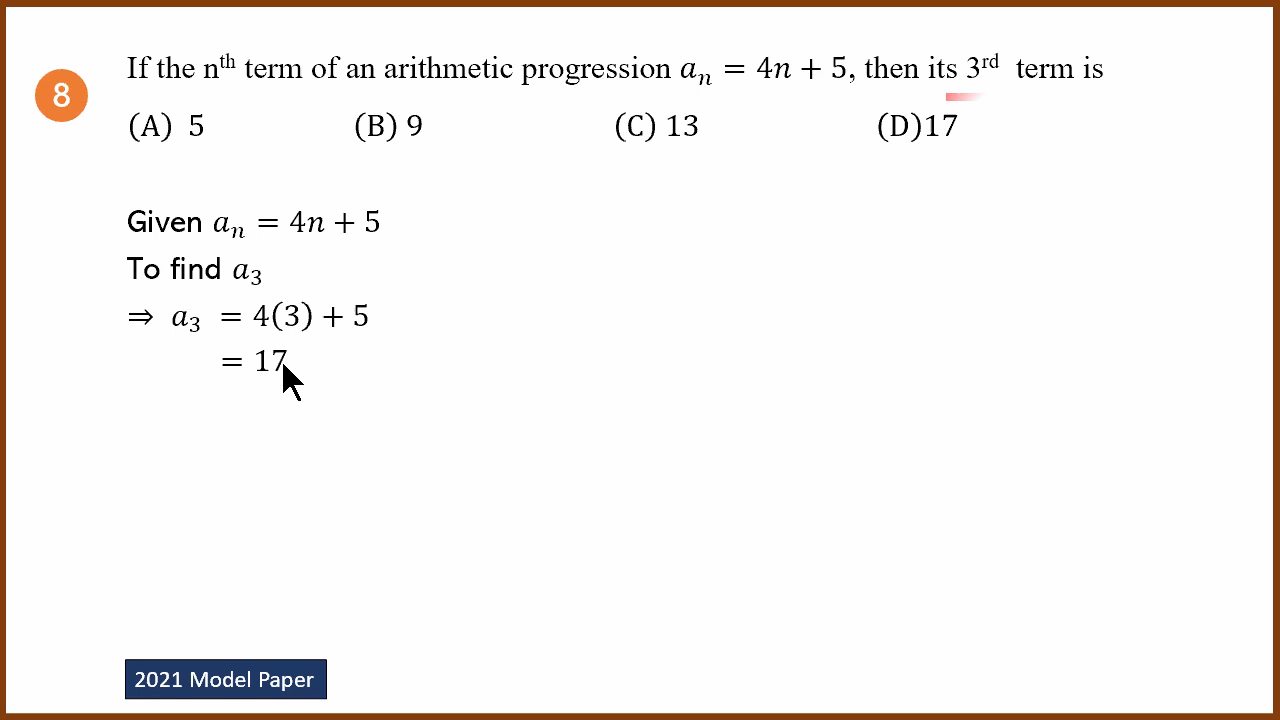 8
If the nth term of an arithmetic progression aₙ = 4n + 5, then its 3rd term is
(A) 5 (B) 9 (C) 13 (D)17
Given aₙ = 4n + 5
To find a₃
⇒ a₃ = 4(3) + 5
= 17
2021 Model Paper